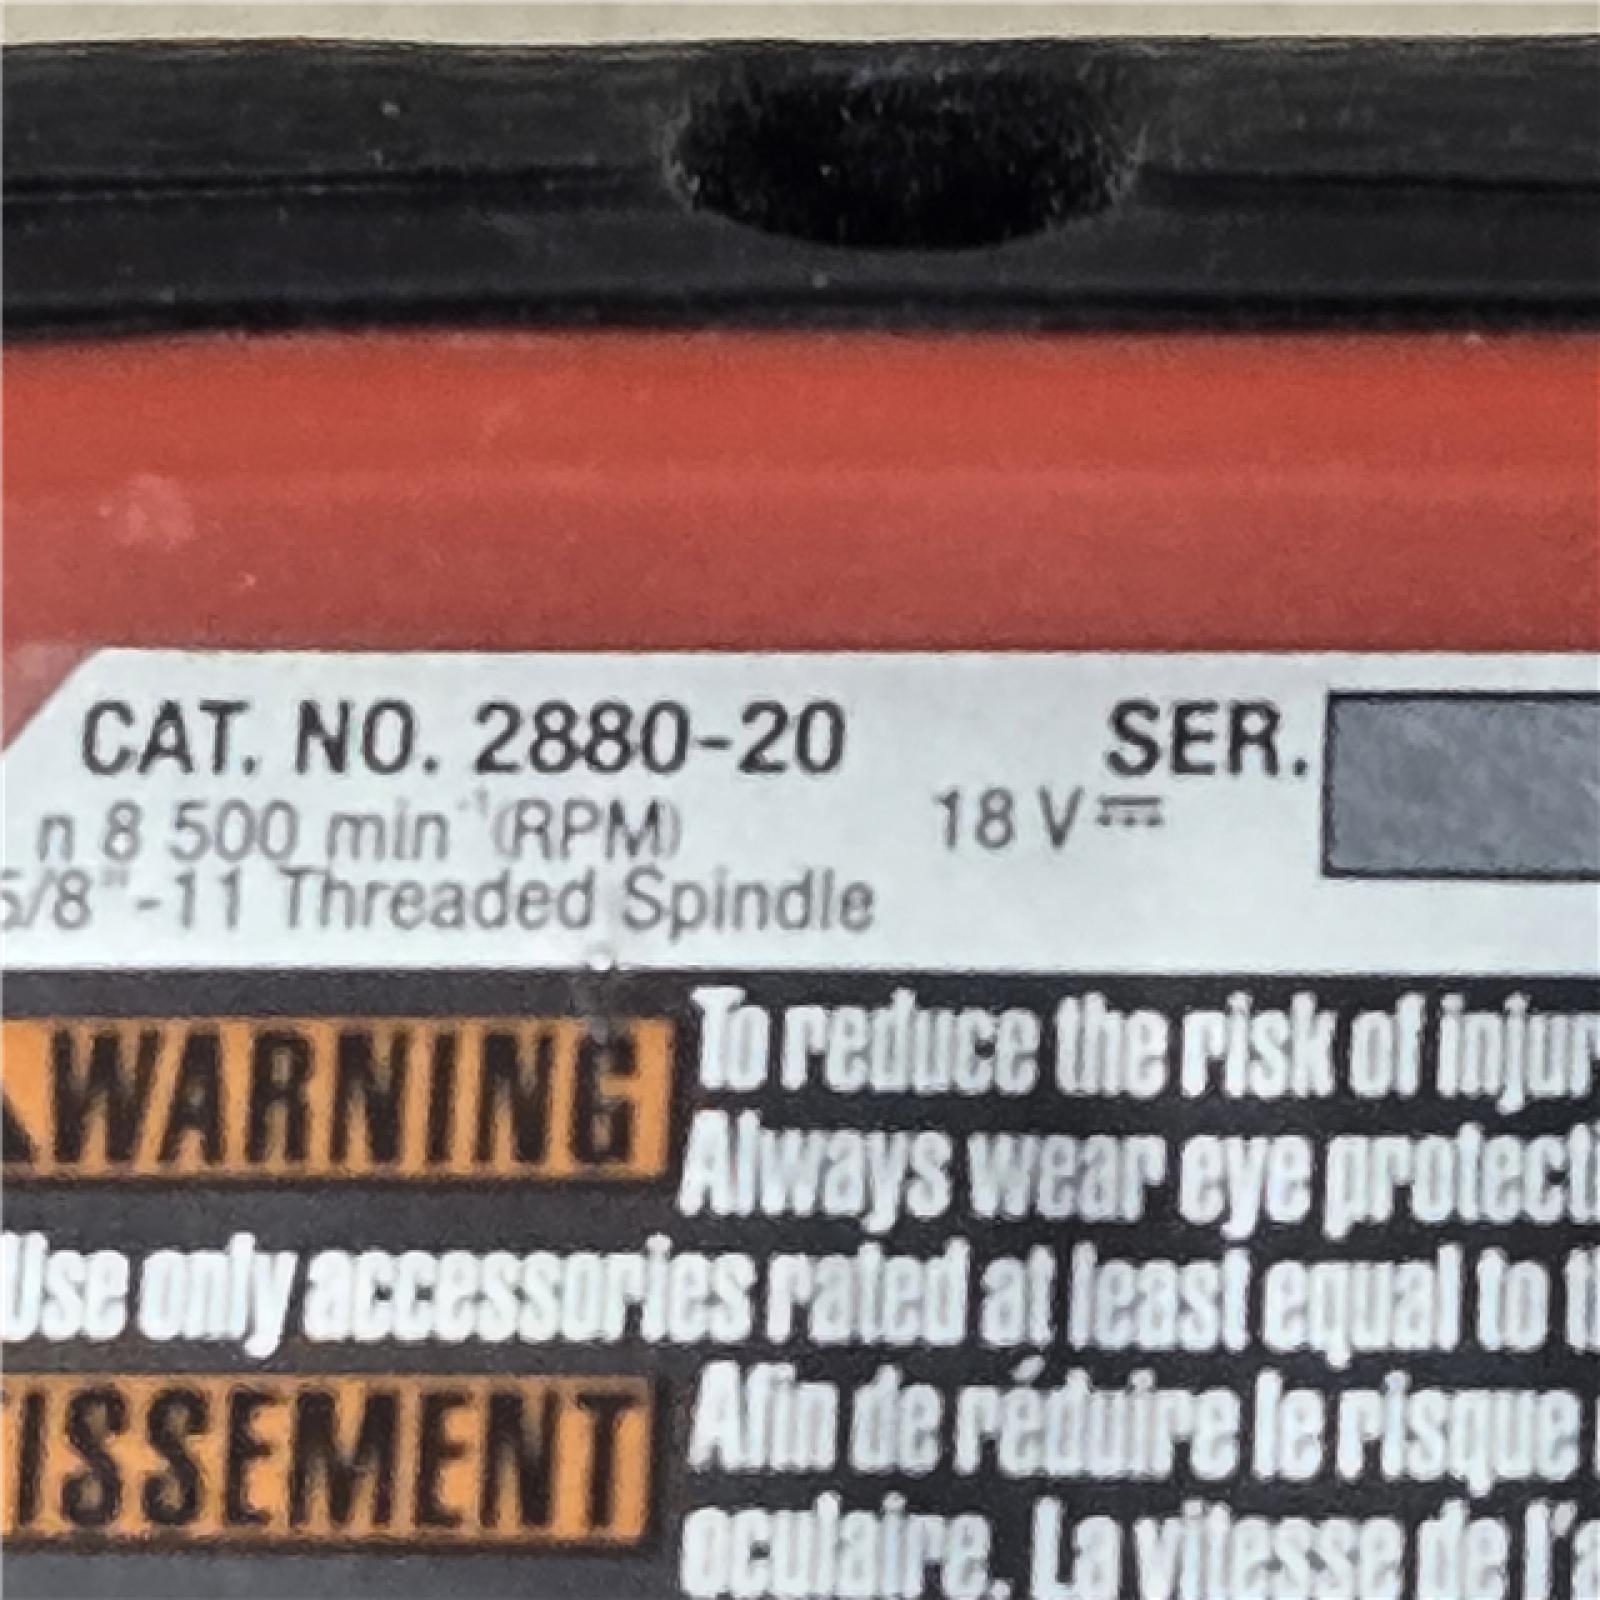 CAT. NO. 2880-20 SER.
n 8 500 min⁻¹ (RPM) 18 V⎓
5/8"-11 Threaded Spindle
WARNING To reduce the risk of injur
Always wear eye protecti
Use only accessories rated at least equal to t
ISSEMENT Afin de réduire le risque
oculaire. La vitesse de l'a